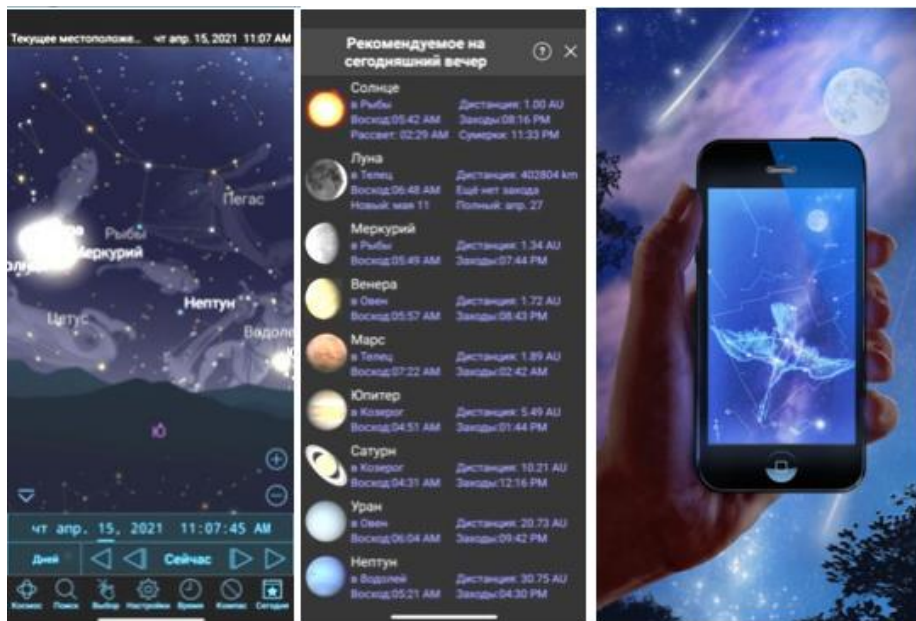 Текущее местоположе... чт апр. 15, 2021 11:07 AM
Пегас
Рыбы
Меркурий
Нептун
Цетус
Водоле
Ю
чт апр. 15, 2021 11:07:45 AM
Дней
Сейчас
Космос Поиск Выбор Настройки Время Компас Сегодня
Рекомендуемое на
сегодняшний вечер
Солнце
в Рыбы Дистанция: 1.00 AU
Восход:05:42 AM Заходы:08:16 PM
Рассвет: 02:29 AM Сумерки: 11:33 PM
Луна
в Телец Дистанция: 402804 km
Восход:06:48 AM Ещё нет захода
Новый: мая 11 Полный: апр. 27
Меркурий
в Рыбы Дистанция: 1.34 AU
Восход:05:49 AM Заходы:07:44 PM
Венера
в Овен Дистанция: 1.72 AU
Восход:05:57 AM Заходы:08:43 PM
Марс
в Телец Дистанция: 1.89 AU
Восход:07:22 AM Заходы:02:42 AM
Юпитер
в Козерог Дистанция: 5.49 AU
Восход:04:51 AM Заходы:01:44 PM
Сатурн
в Козерог Дистанция: 10.21 AU
Восход:04:31 AM Заходы:12:16 PM
Уран
в Овен Дистанция: 20.73 AU
Восход:06:04 AM Заходы:09:42 PM
Нептун
в Водолей Дистанция: 30.75 AU
Восход:05:21 AM Заходы:04:30 PM